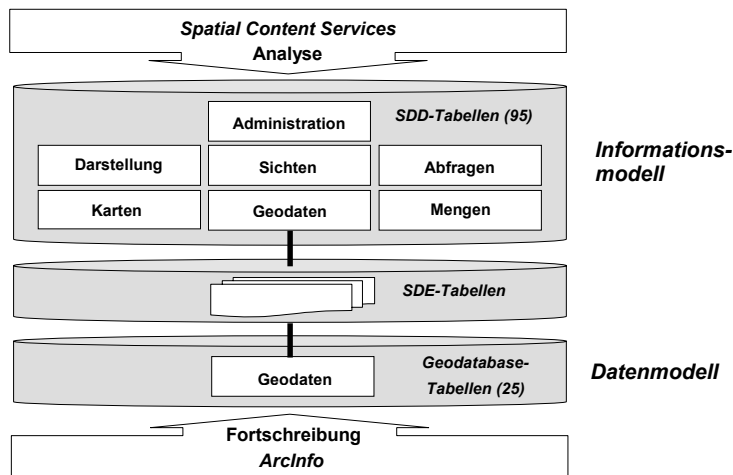 Spatial Content Services
Analyse
Administration
SDD-Tabellen (95)
Darstellung
Sichten
Abfragen
Karten
Geodaten
Mengen
Informations-
modell
SDE-Tabellen
Geodaten
Geodatabase-
Tabellen (25)
Datenmodell
Fortschreibung
ArcInfo